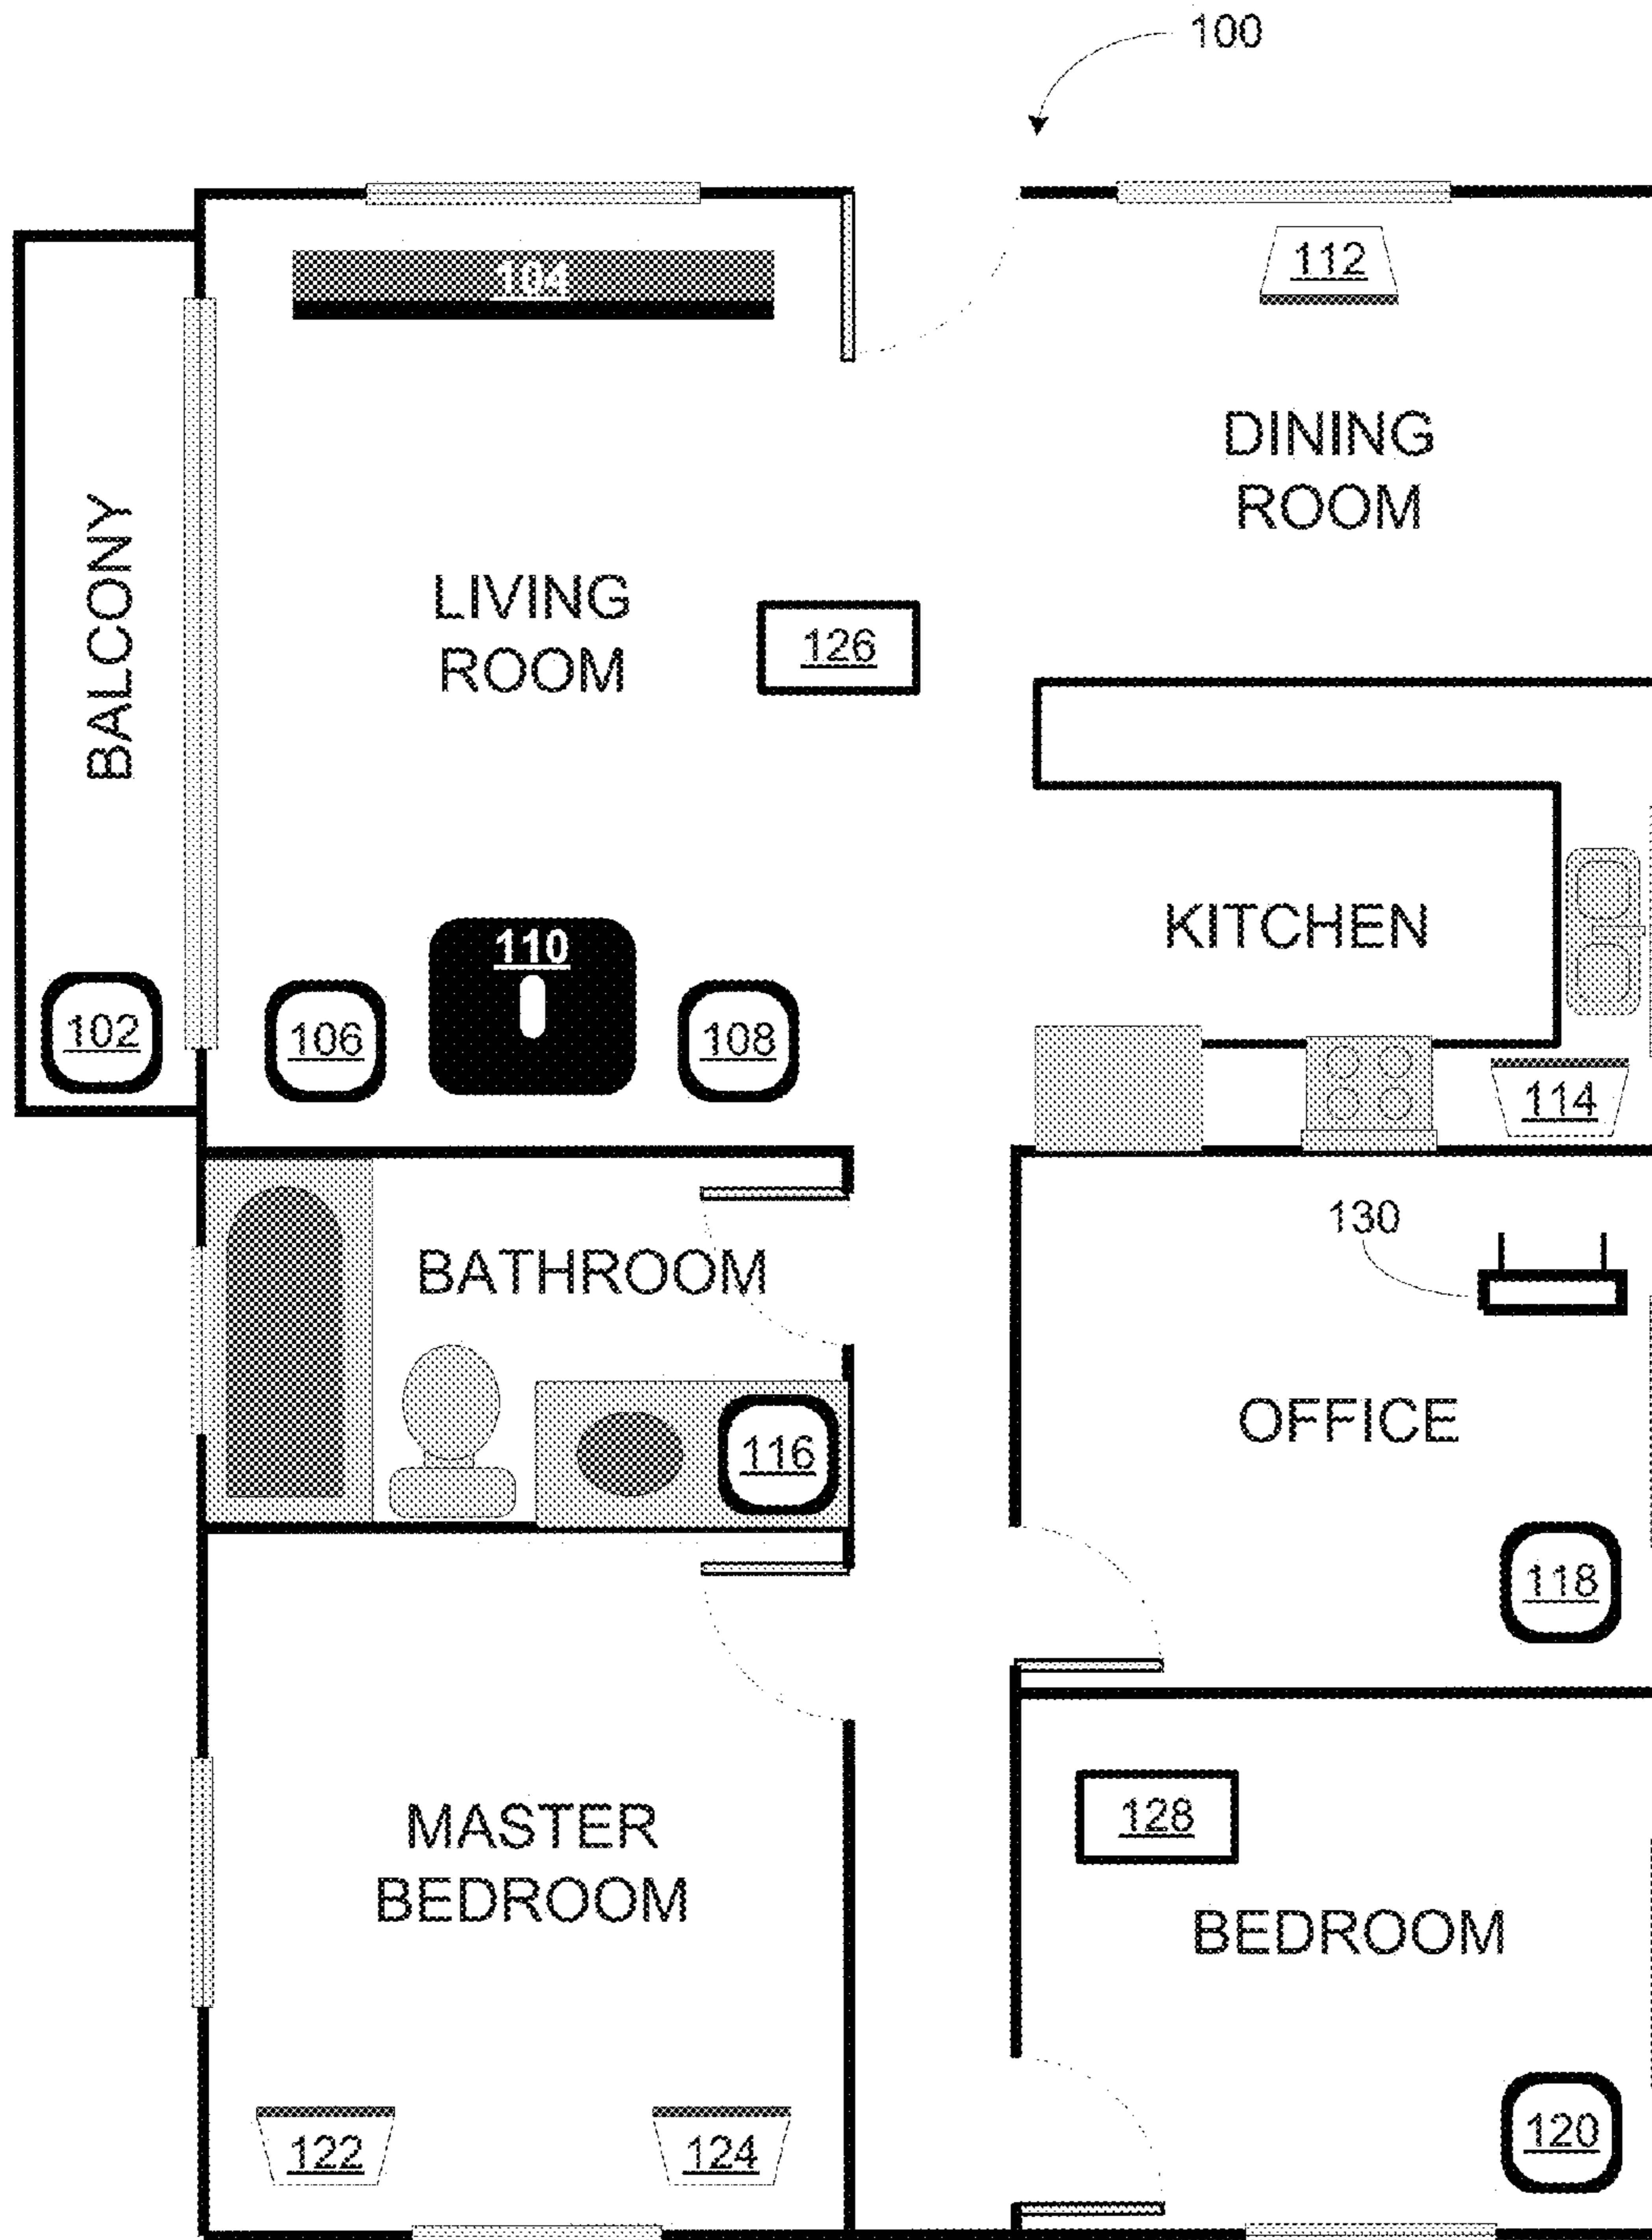 100
104
112
DINING
ROOM
BALCONY
LIVING
ROOM
126
KITCHEN
110
102
106
108
114
130
BATHROOM
OFFICE
116
118
128
MASTER
BEDROOM
BEDROOM
122
124
120